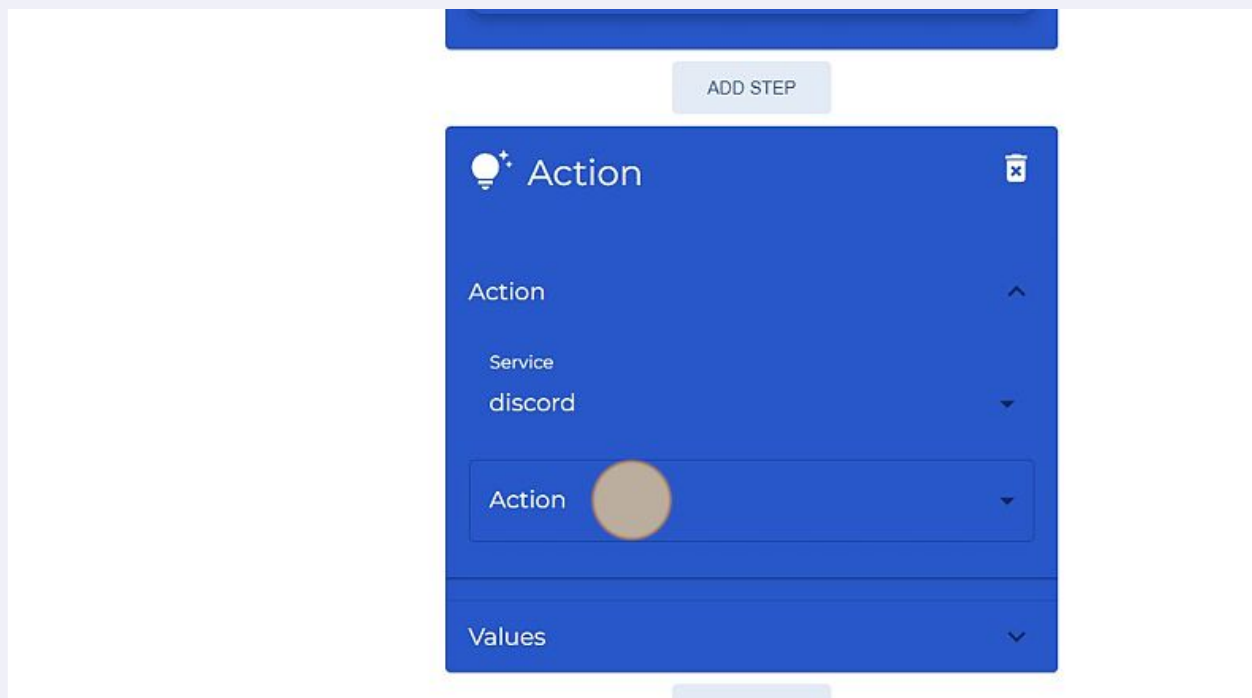 ADD STEP
Action
Action
Service
discord
Action
Values